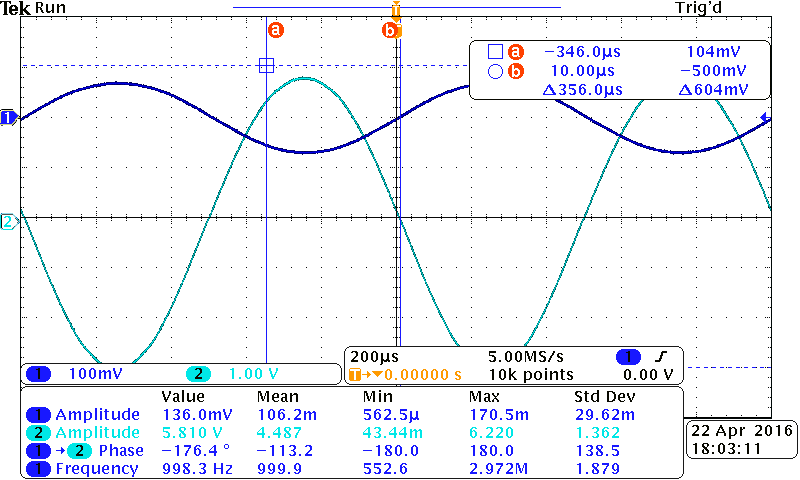 Tek Run Trig'd
a b T
a −346.0µs 104mV
b 10.00µs −500mV
Δ356.0µs Δ604mV
1
2
1 100mV 2 1.00 V
200µs 5.00MS/s 1
T→▼0.00000 s 10k points 0.00 V
Value Mean Min Max Std Dev
1 Amplitude 136.0mV 106.2m 562.5µ 170.5m 29.62m
2 Amplitude 5.810 V 4.487 43.44m 6.220 1.362
1 → 2 Phase −176.4 ° −113.2 −180.0 180.0 138.5
1 Frequency 998.3 Hz 999.9 552.6 2.972M 1.879
22 Apr 2016
18:03:11